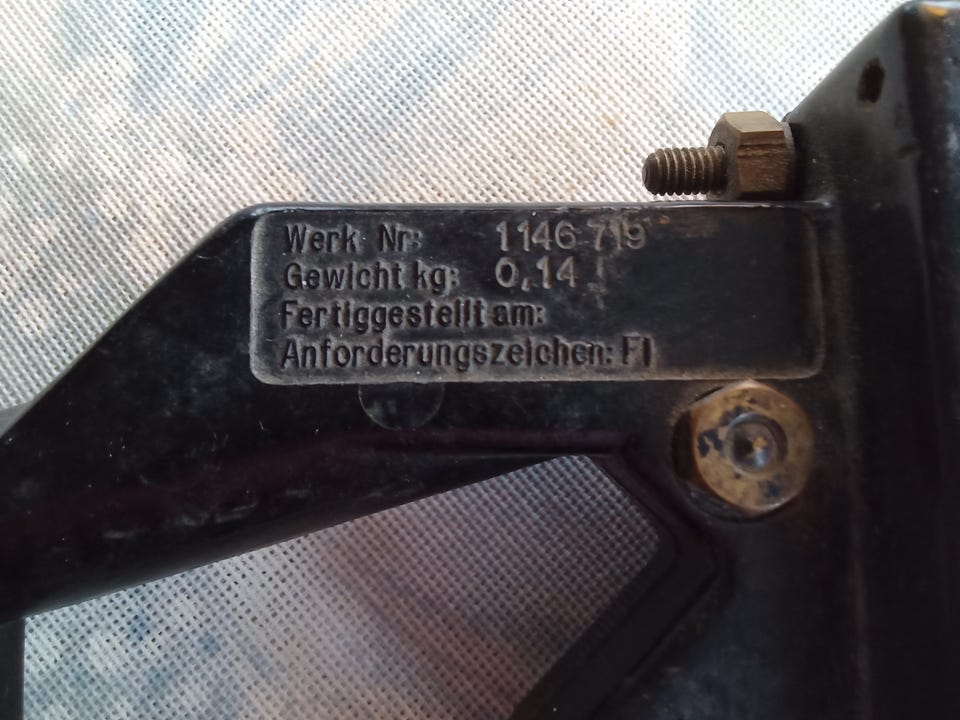 Werk Nr: 1146 719
Gewicht kg: 0,14
Fertiggestellt am:
Anforderungszeichen: Fl